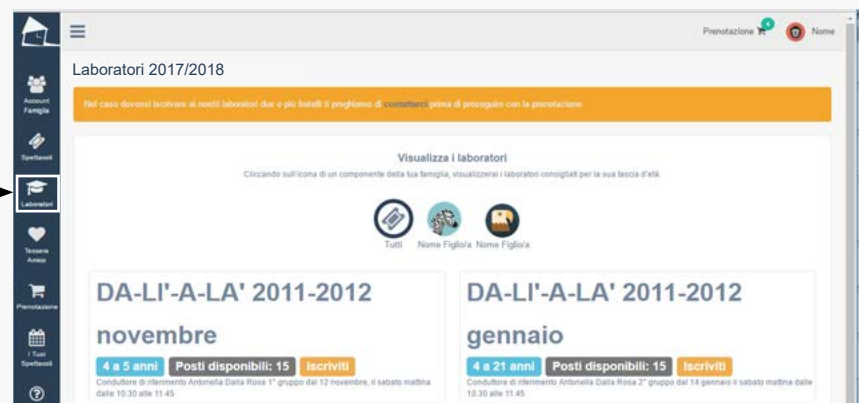 Prenotazione 4 Nome
Laboratori 2017/2018
Nel caso dovessi iscrivere ai nostri laboratori due o più fratelli ti preghiamo di contattarci prima di proseguire con la prenotazione
Account
Famiglia
Spettacoli
Laboratori
Tessera
Amico
Prenotazione
I Tuoi
Spettacoli
Visualizza i laboratori
Cliccando sull'icona di un componente della tua famiglia, visualizzerai i laboratori consigliati per la sua fascia d'età.
Tutti Nome Figlio/a Nome Figlio/a
DA-LI'-A-LA' 2011-2012
novembre
4 a 5 anni Posti disponibili: 15 Iscriviti
Conduttore di riferimento Antonella Dalla Rosa 1° gruppo dal 12 novembre, il sabato mattina
dalle 10.30 alle 11.45
DA-LI'-A-LA' 2011-2012
gennaio
4 a 21 anni Posti disponibili: 15 Iscriviti
Conduttore di riferimento Antonella Dalla Rosa 2° gruppo dal 14 gennaio il sabato mattina dalle
10.30 alle 11.45